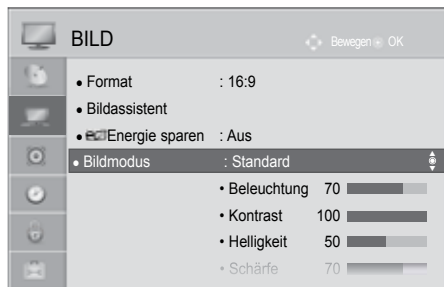 BILD
Bewegen OK
• Format : 16:9
• Bildassistent
• Energie sparen : Aus
• Bildmodus : Standard
• Beleuchtung 70
• Kontrast 100
• Helligkeit 50
• Schärfe 70